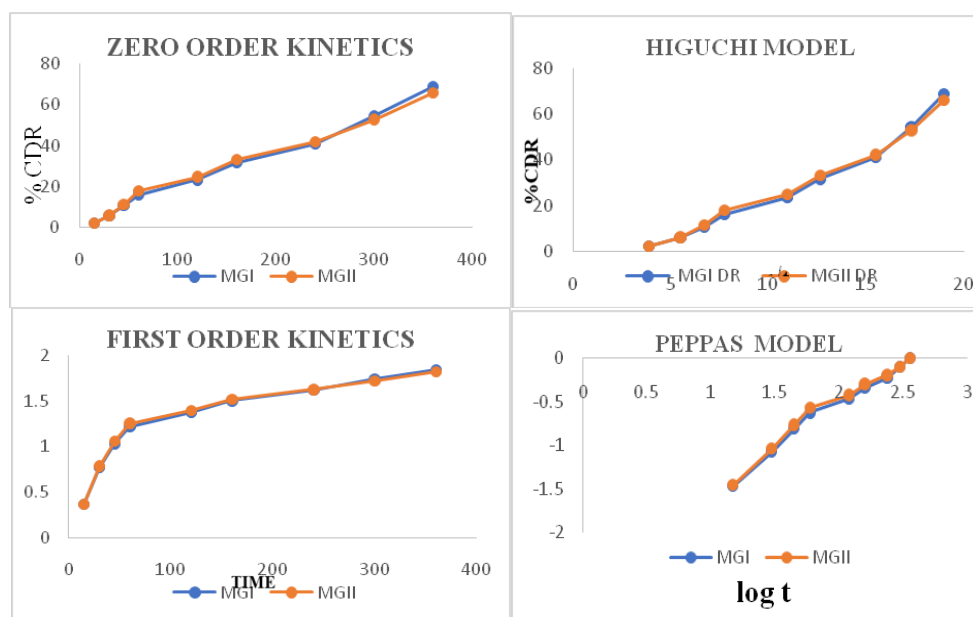 ZERO ORDER KINETICS
80
60
40
20
0
% CDR
0 100 200 300 400
MGI MGII
HIGUCHI MODEL
80
60
40
20
0
%CDR
0 5 10 15 20
MGI DR MGII DR
FIRST ORDER KINETICS
2
1.5
1
0.5
0
0 100 200 300 400
TIME
MGI MGII
PEPPAS MODEL
0
0 0.5 1 1.5 2 2.5 3
-0.5
-1
-1.5
-2
MGI MGII
log t